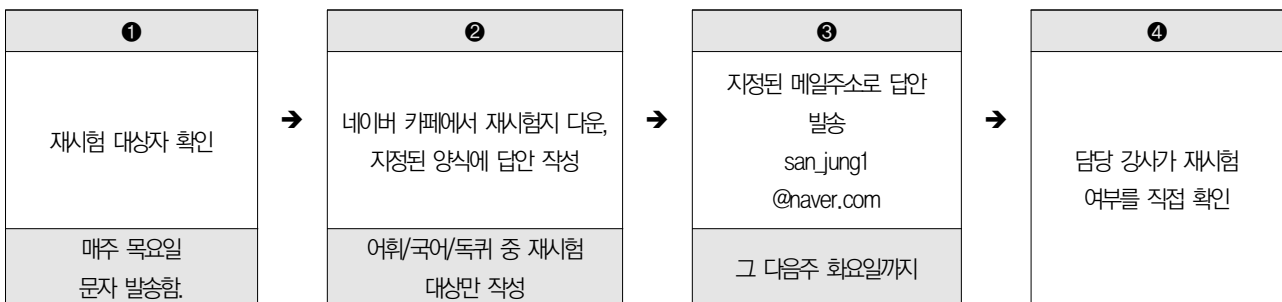 ❶
재시험 대상자 확인
매주 목요일
문자 발송함.
➔
❷
네이버 카페에서 재시험지 다운,
지정된 양식에 답안 작성
어휘/국어/독퀴 중 재시험
대상만 작성
➔
❸
지정된 메일주소로 답안
발송
san_jung1
@naver.com
그 다음주 화요일까지
➔
❹
담당 강사가 재시험
여부를 직접 확인